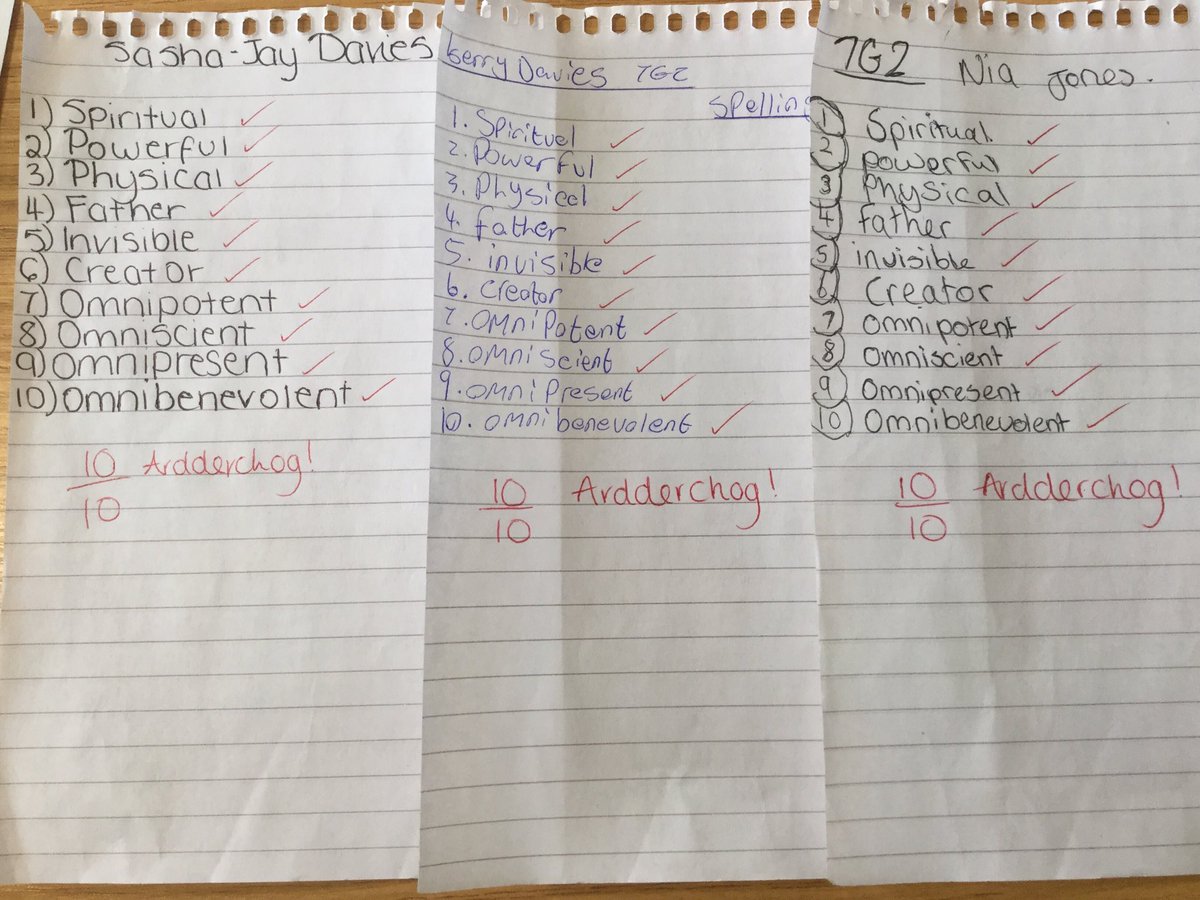 Sasha-Jay Davies
1) Spiritual
2) Powerful
3) Physical
4) Father
5) Invisible
6) Creator
7) Omnipotent
8) Omniscient
9) Omnipresent
10) Omnibenevolent
10 Ardderchog!
10
Kerry Davies 7G2
Spelling
1. Spirituel
2. Powerful
3. Physical
4. father
5. invisible
6. Creator
7. OMNiPotent
8. OMNiScient
9. OMNiPresent
10. OMNibenevolent
10 Ardderchog!
10
7G2 Nia Jones.
1 Spiritual
2 powerful
3 Physical
4 father
5 invisible
6 Creator
7 Omnipotent
8 Omniscient
9 Omnipresent
10 Omnibenevolent
10 Ardderchog!
10